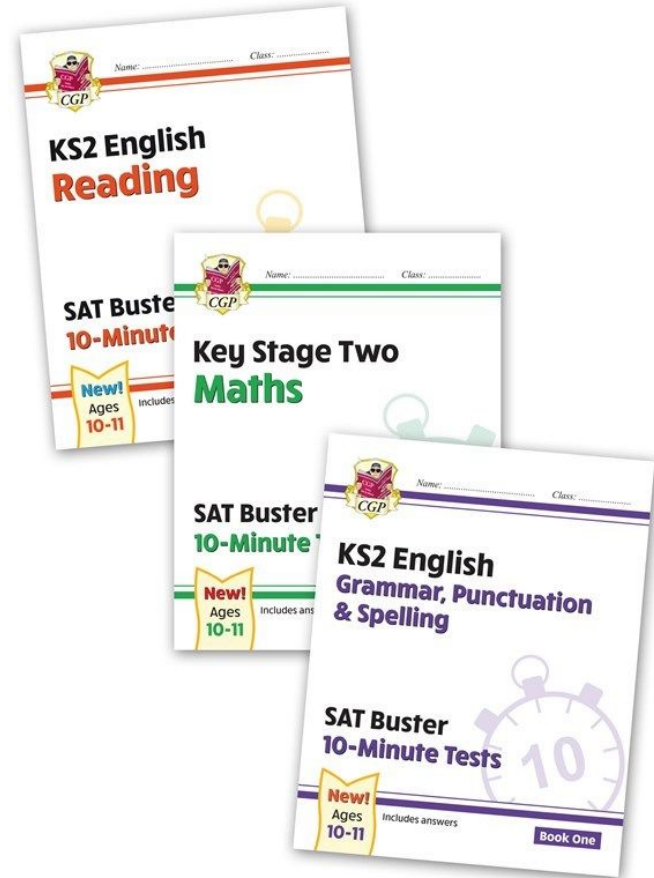 Name: ................................ Class: ....................
CGP
KS2 English
Reading
SAT Buste
10-Minute
New!
Ages
10-11
Includes
Name: ................................ Class: ....................
CGP
Key Stage Two
Maths
SAT Buster
10-Minute T
New!
Ages
10-11
Includes ans
Name: ................................ Class: ....................
CGP
KS2 English
Grammar, Punctuation
& Spelling
10
SAT Buster
10-Minute Tests
New!
Ages
10-11
Includes answers
Book One